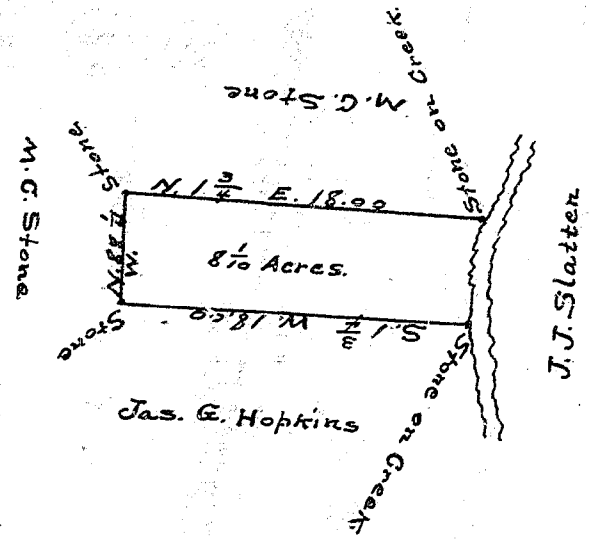 Stone on Creek.
M. C. Stone
Stone
M. C. Stone
N. 1 3/4 E. 18.00
8 1/10 Acres.
W.
S. 1 3/4 W. 18.00
Stone
Jas. G. Hopkins
Stone on Creek.
J. J. Slatter